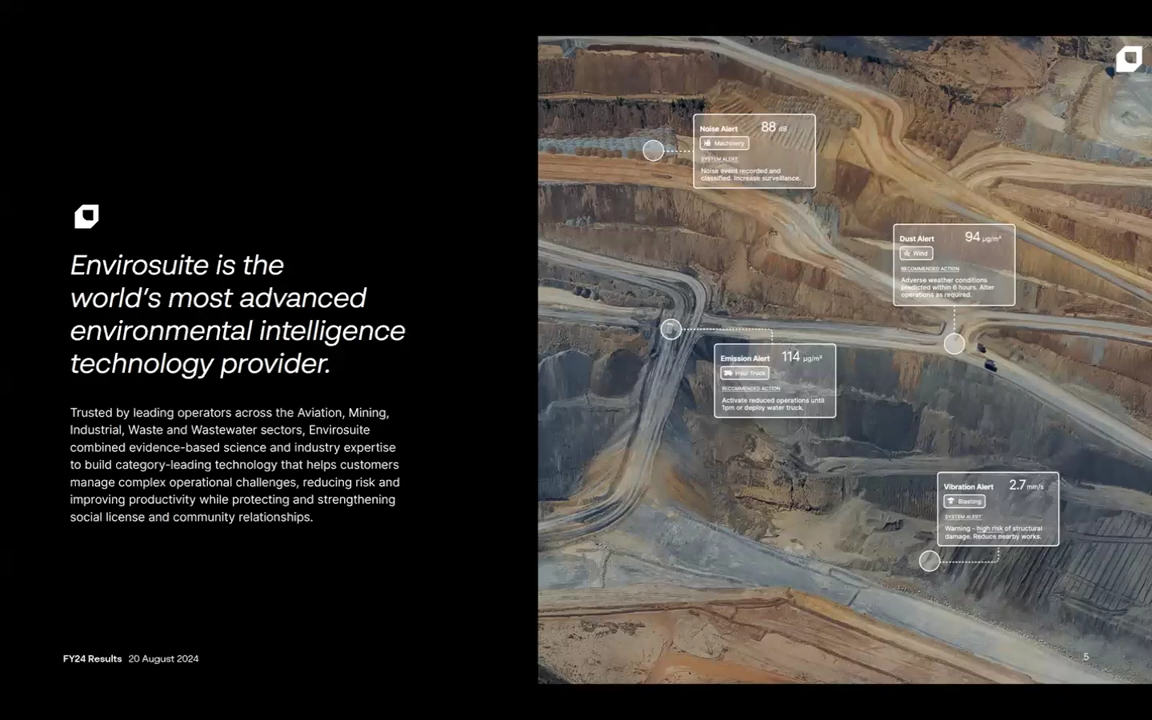 Envirosuite is the
world's most advanced
environmental intelligence
technology provider.
Trusted by leading operators across the Aviation, Mining,
Industrial, Waste and Wastewater sectors, Envirosuite
combined evidence-based science and industry expertise
to build category-leading technology that helps customers
manage complex operational challenges, reducing risk and
improving productivity while protecting and strengthening
social license and community relationships.
FY24 Results 20 August 2024
Noise Alert 88 dB
Machinery
SYSTEM ALERT
Noise event recorded and
classified. Increase surveillance.
Dust Alert 94 µg/m³
Wind
RECOMMENDED ACTION
Adverse weather conditions
predicted within 6 hours. Alter
operations as required.
Emission Alert 114 µg/m³
Haul Truck
RECOMMENDED ACTION
Activate reduced operations until
1pm or deploy water truck.
Vibration Alert 2.7 mm/s
Blasting
SYSTEM ALERT
Warning - high risk of structural
damage. Reduce nearby works.
5